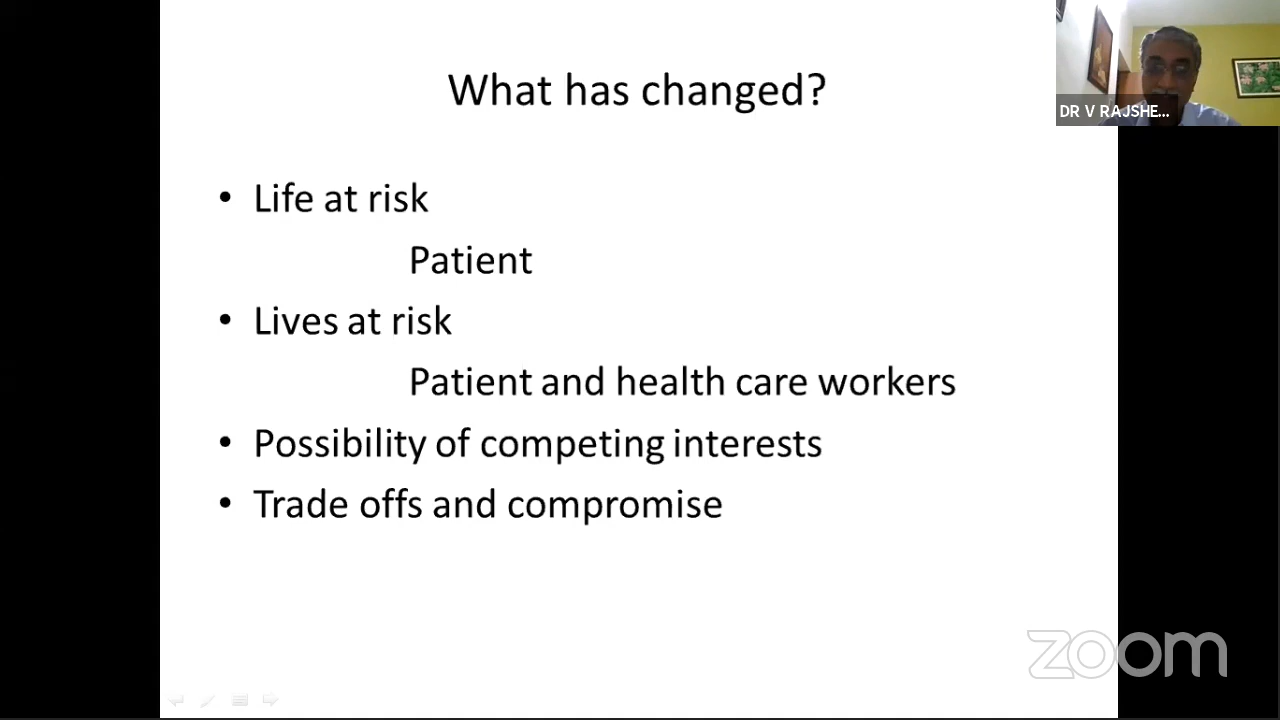 What has changed?
DR V RAJSHE...
• Life at risk
Patient
• Lives at risk
Patient and health care workers
• Possibility of competing interests
• Trade offs and compromise
zoom